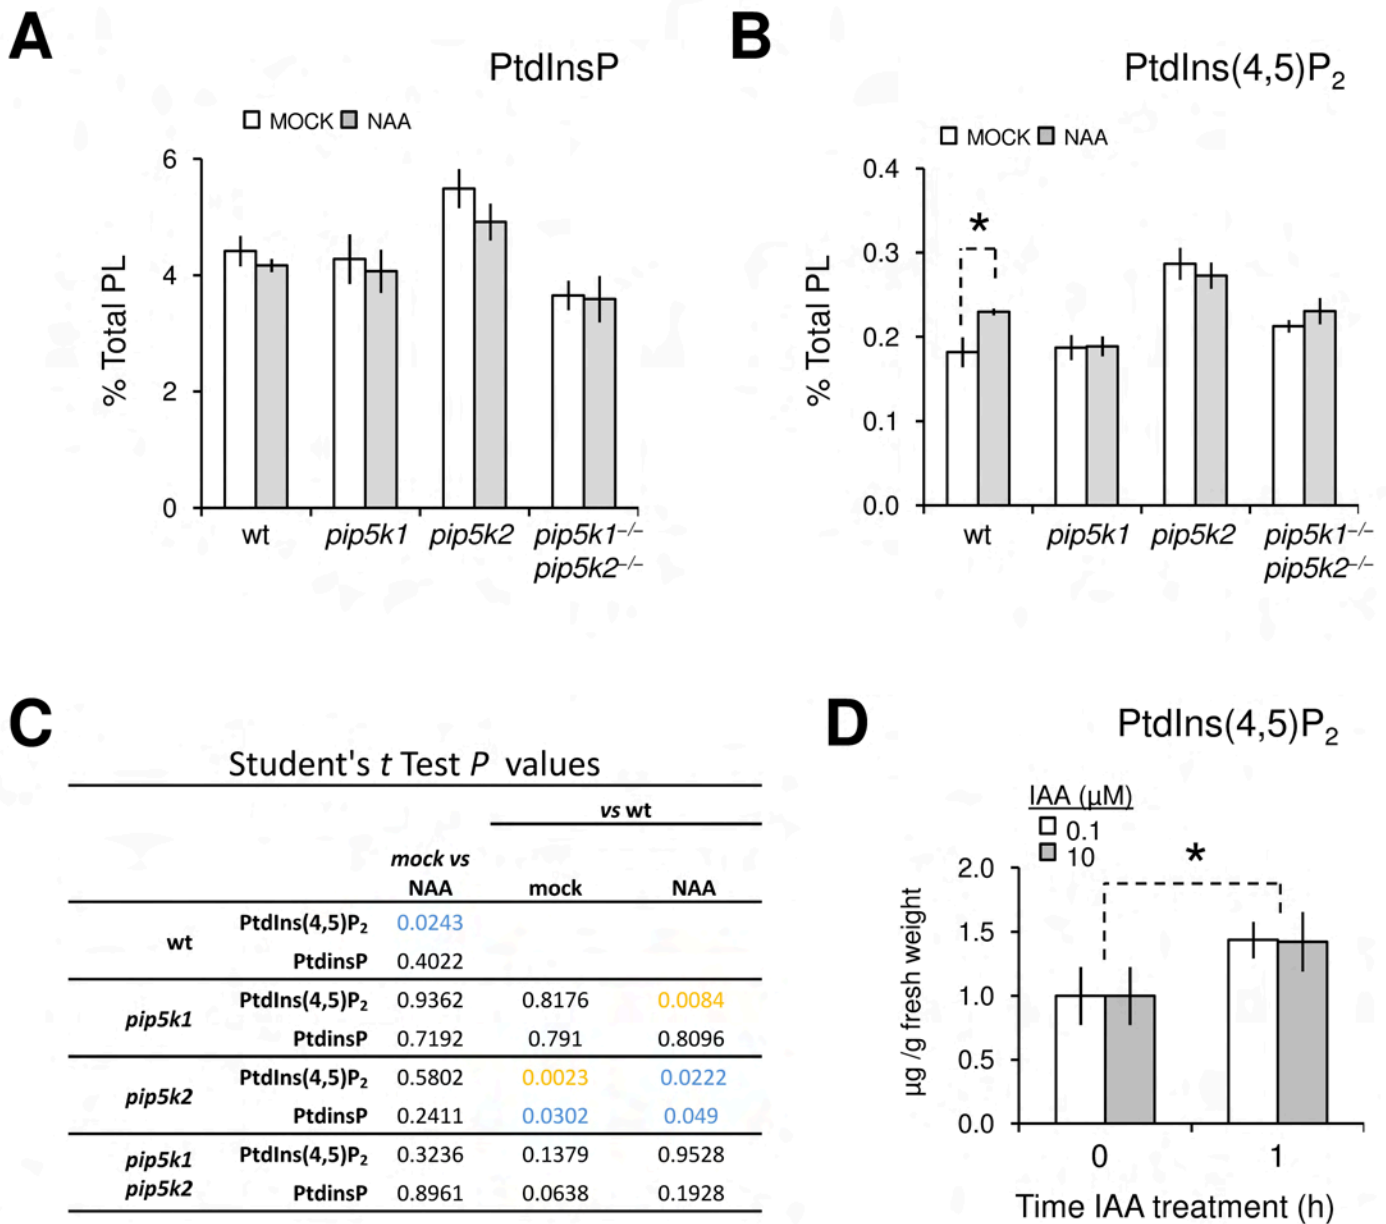 A
PtdInsP
MOCK NAA
6
4
2
0
% Total PL
wt pip5k1 pip5k2 pip5k1–/–
pip5k2–/–
B
PtdIns(4,5)P2
MOCK NAA
0.4
0.3
0.2
0.1
0.0
% Total PL
*
wt pip5k1 pip5k2 pip5k1–/–
pip5k2–/–
C
Student's t Test P values
vs wt
mock vs
NAA mock NAA
wt
PtdIns(4,5)P2 0.0243
PtdinsP 0.4022
pip5k1
PtdIns(4,5)P2 0.9362 0.8176 0.0084
PtdinsP 0.7192 0.791 0.8096
pip5k2
PtdIns(4,5)P2 0.5802 0.0023 0.0222
PtdinsP 0.2411 0.0302 0.049
pip5k1
pip5k2
PtdIns(4,5)P2 0.3236 0.1379 0.9528
PtdinsP 0.8961 0.0638 0.1928
D
PtdIns(4,5)P2
IAA (µM)
0.1
10
*
2.0
1.5
1.0
0.5
0.0
µg /g fresh weight
0 1
Time IAA treatment (h)